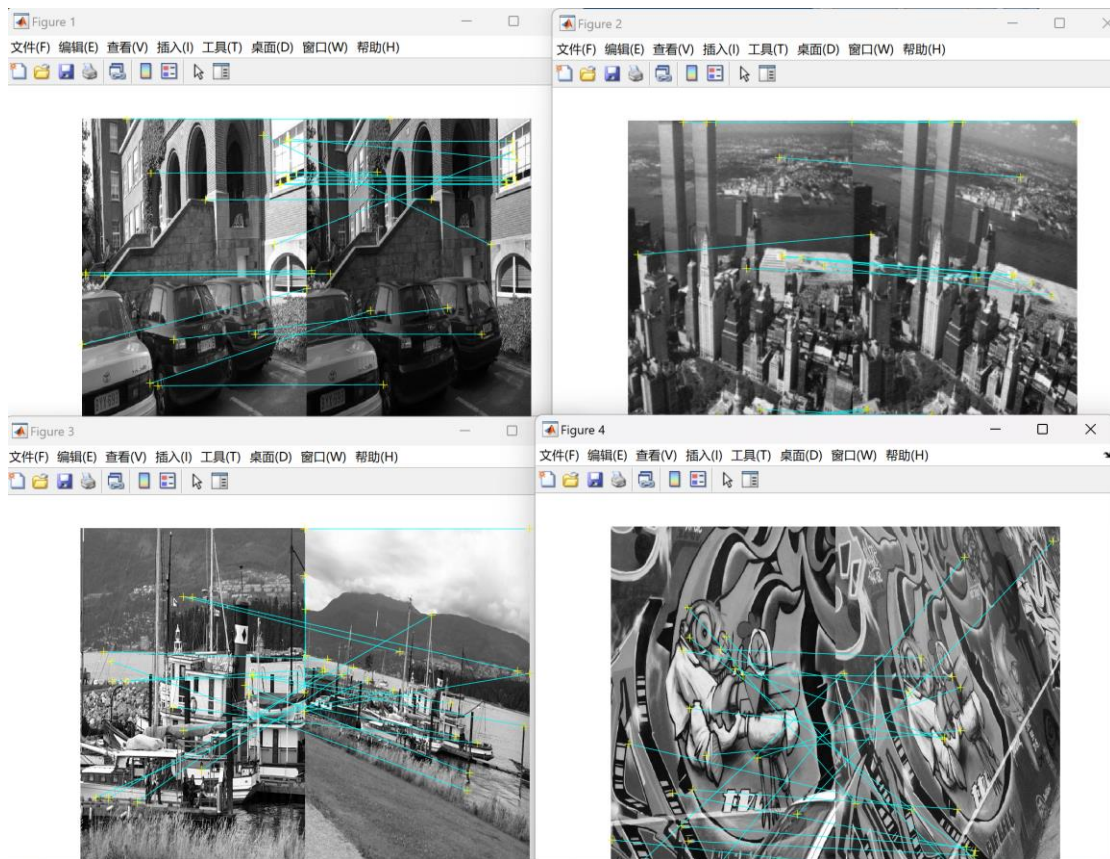 Figure 1
文件(F) 编辑(E) 查看(V) 插入(I) 工具(T) 桌面(D) 窗口(W) 帮助(H)
Figure 2
文件(F) 编辑(E) 查看(V) 插入(I) 工具(T) 桌面(D) 窗口(W) 帮助(H)
Figure 3
文件(F) 编辑(E) 查看(V) 插入(I) 工具(T) 桌面(D) 窗口(W) 帮助(H)
Figure 4
文件(F) 编辑(E) 查看(V) 插入(I) 工具(T) 桌面(D) 窗口(W) 帮助(H)